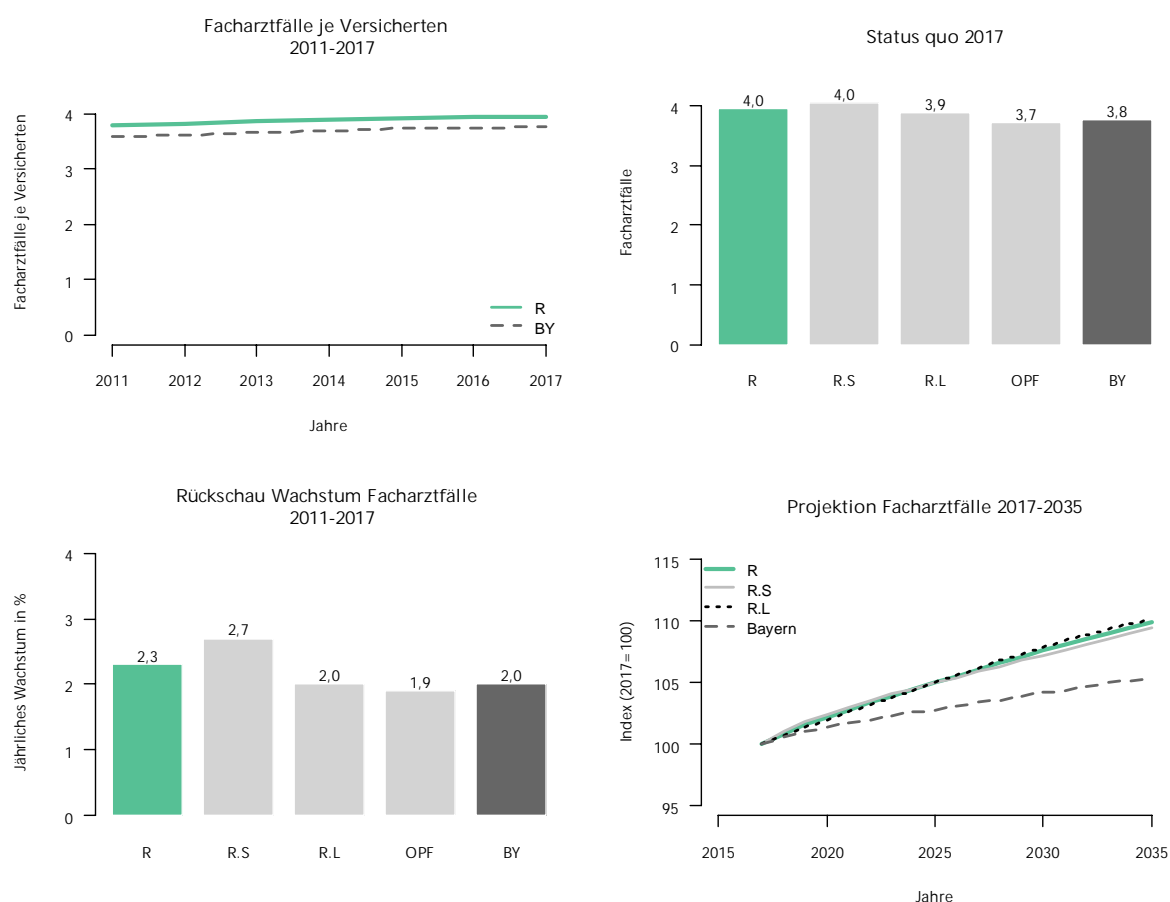 Facharztfälle je Versicherten
2011-2017
Facharztfälle je Versicherten
4
3
2
1
0
R
BY
2011 2012 2013 2014 2015 2016 2017
Jahre
Status quo 2017
Facharztfälle
4
3
2
1
0
4,0 4,0 3,9 3,7 3,8
R R.S R.L OPF BY
Rückschau Wachstum Facharztfälle
2011-2017
Jährliches Wachstum in %
4
3
2
1
0
2,3 2,7 2,0 1,9 2,0
R R.S R.L OPF BY
Projektion Facharztfälle 2017-2035
Index (2017= 100)
115
110
105
100
95
R
R.S
R.L
Bayern
2015 2020 2025 2030 2035
Jahre